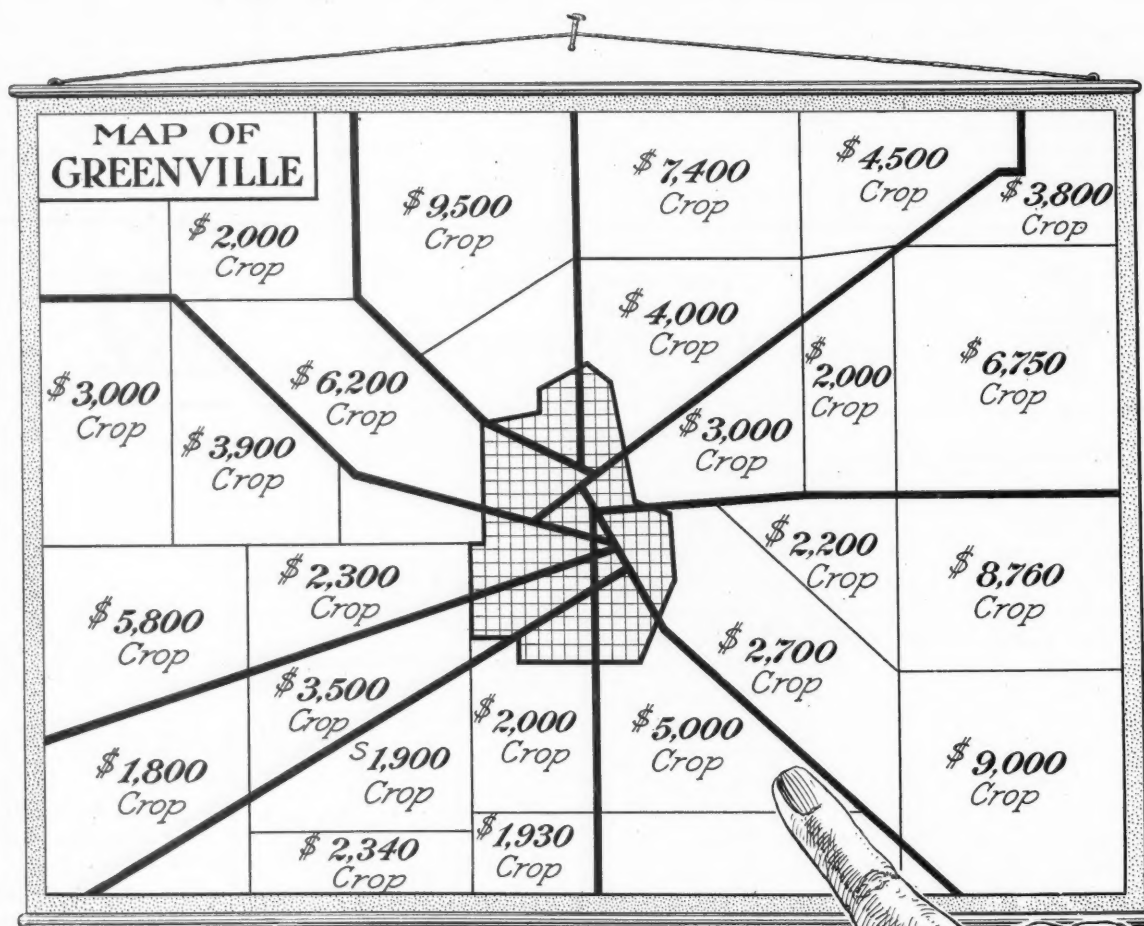 MAP OF
GREENVILLE
$ 9,500
Crop
$ 7,400
Crop
$ 4,500
Crop
$ 3,800
Crop
$ 2,000
Crop
$ 4,000
Crop
$ 2,000
Crop
$ 6,750
Crop
$ 3,000
Crop
$ 6,200
Crop
$ 3,900
Crop
$ 3,000
Crop
$ 2,200
Crop
$ 8,760
Crop
$ 5,800
Crop
$ 2,300
Crop
$ 2,700
Crop
$ 3,500
Crop
$ 2,000
Crop
$ 5,000
Crop
$ 1,800
Crop
S 1,900
Crop
$ 9,000
Crop
$ 2,340
Crop
$ 1,930
Crop